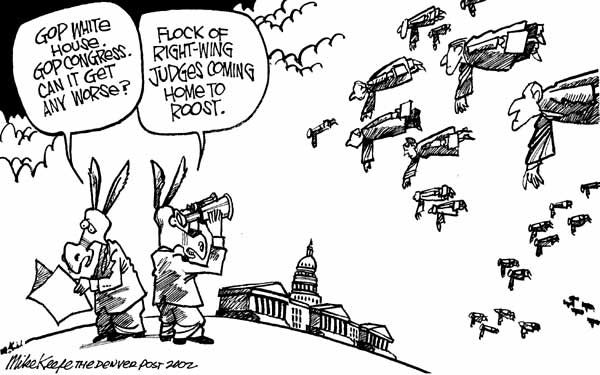 GOP WHITE
HOUSE.
GOP CONGRESS.
CAN IT GET
ANY WORSE?
FLOCK OF
RIGHT-WING
JUDGES COMING
HOME TO
ROOST.
Mike Keefe THE DENVER POST 2002